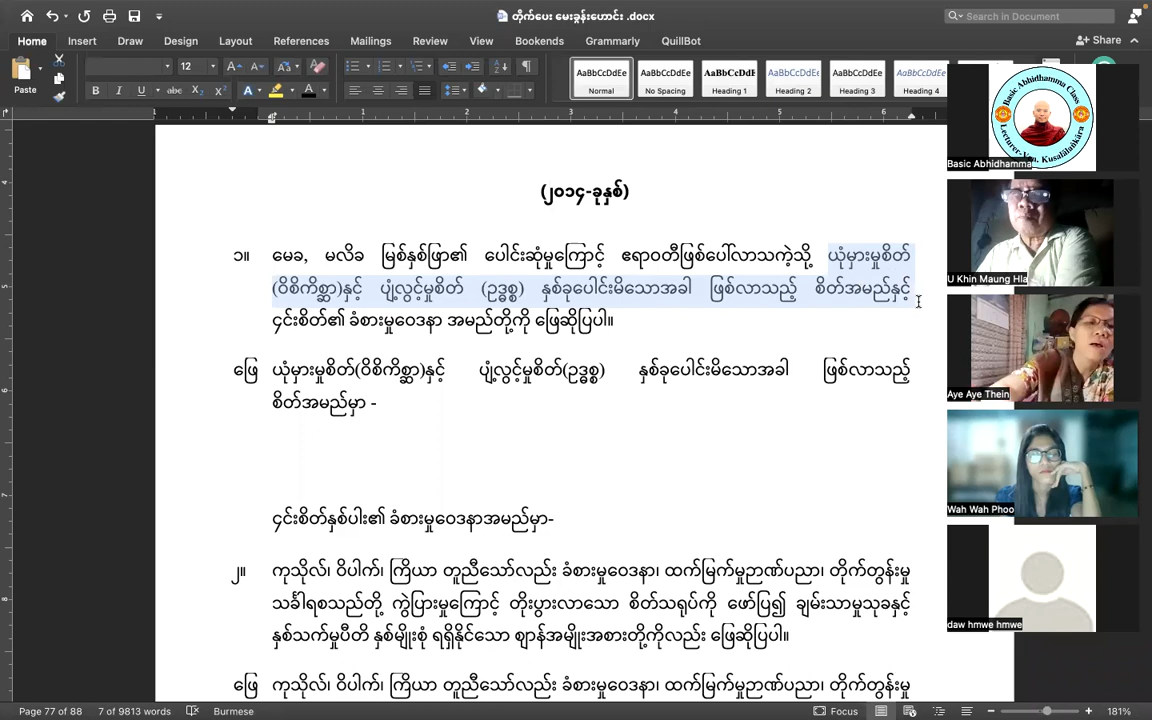 တိုက်ပေး မေးခွန်းဟောင်း .docx
Search in Document
Home Insert Draw Design Layout References Mailings Review View Bookends Grammarly QuillBot
Share
Paste
12
AaBbCcDdEe AaBbCcDdEe AaBbCcDdE AaBbCcDdEe AaBbCcDdEe AaBbCcDdEe
Normal No Spacing Heading 1 Heading 2 Heading 3 Heading 4
(၂၀၁၄-ခုနှစ်)
၁။ မေခ, မလိခ မြစ်နှစ်ဖြာ၏ ပေါင်းဆုံမှုကြောင့် ဧရာဝတီဖြစ်ပေါ်လာသကဲ့သို့ ယုံမှားမှုစိတ်
(ဝိစိကိစ္ဆာ)နှင့် ပျံ့လွင့်မှုစိတ် (ဥဒ္ဓစ္စ) နှစ်ခုပေါင်းမိသောအခါ ဖြစ်လာသည့် စိတ်အမည်နှင့်
၄င်းစိတ်၏ ခံစားမှုဝေဒနာ အမည်တို့ကို ဖြေဆိုပြပါ။
ဖြေ ယုံမှားမှုစိတ်(ဝိစိကိစ္ဆာ)နှင့် ပျံ့လွင့်မှုစိတ်(ဥဒ္ဓစ္စ) နှစ်ခုပေါင်းမိသောအခါ ဖြစ်လာသည့်
စိတ်အမည်မှာ -
၄င်းစိတ်နှစ်ပါး၏ ခံစားမှုဝေဒနာအမည်မှာ-
၂။ ကုသိုလ်၊ ဝိပါက်၊ ကြိယာ တူညီသော်လည်း ခံစားမှုဝေဒနာ၊ ထက်မြက်မှုဉာဏ်ပညာ၊ တိုက်တွန်းမှု
သင်္ခါရစသည်တို့ ကွဲပြားမှုကြောင့် တိုးပွားလာသော စိတ်သရုပ်ကို ဖော်ပြ၍ ချမ်းသာမှုသုခနှင့်
နှစ်သက်မှုပီတိ နှစ်မျိုးစုံ ရရှိနိုင်သော ဈာန်အမျိုးအစားတို့ကိုလည်း ဖြေဆိုပြပါ။
ဖြေ ကုသိုလ်၊ ဝိပါက်၊ ကြိယာ တူညီသော်လည်း ခံစားမှုဝေဒနာ၊ ထက်မြက်မှုဉာဏ်ပညာ၊ တိုက်တွန်းမှု
Basic Abhidhamma Class
Lecturer-Ven. Kusalālaṅkāra
Basic Abhidhamma
U Khin Maung Hla
Aye Aye Thein
Wah Wah Phoo
daw hmwe hmwe
Page 77 of 88 7 of 9813 words Burmese
Focus
181%